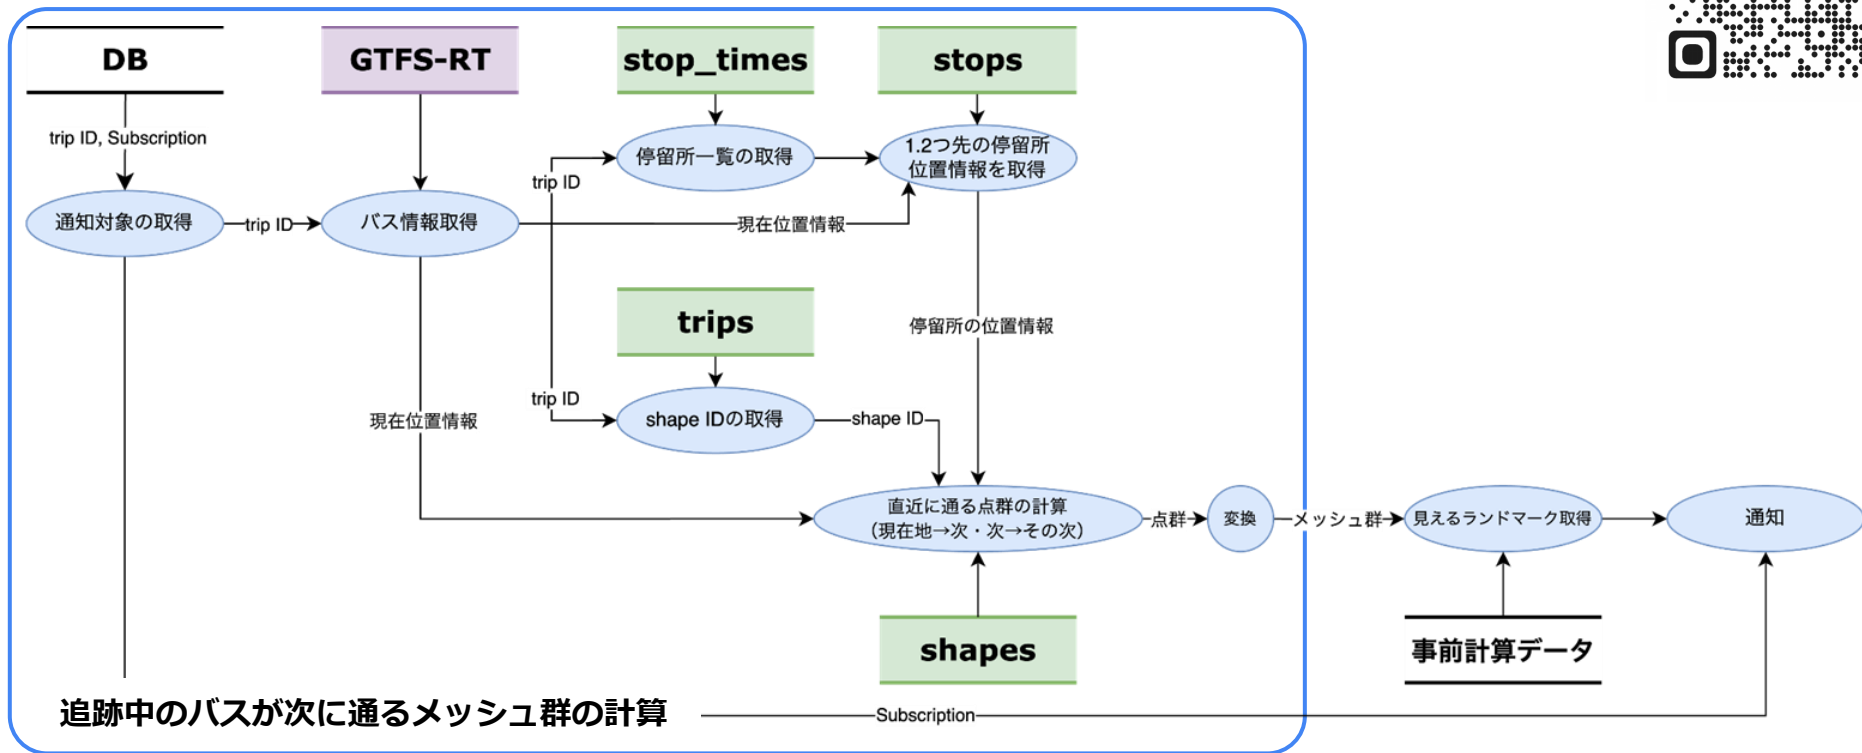 DB
GTFS-RT
stop_times
stops
trip ID, Subscription
停留所一覧の取得
1.2つ先の停留所
位置情報を取得
trip ID
通知対象の取得
trip ID
バス情報取得
現在位置情報
trips
停留所の位置情報
trip ID
現在位置情報
shape IDの取得
shape ID
直近に通る点群の計算
（現在地→次・次→その次）
点群
変換
メッシュ群
見えるランドマーク取得
通知
shapes
事前計算データ
追跡中のバスが次に通るメッシュ群の計算
Subscription